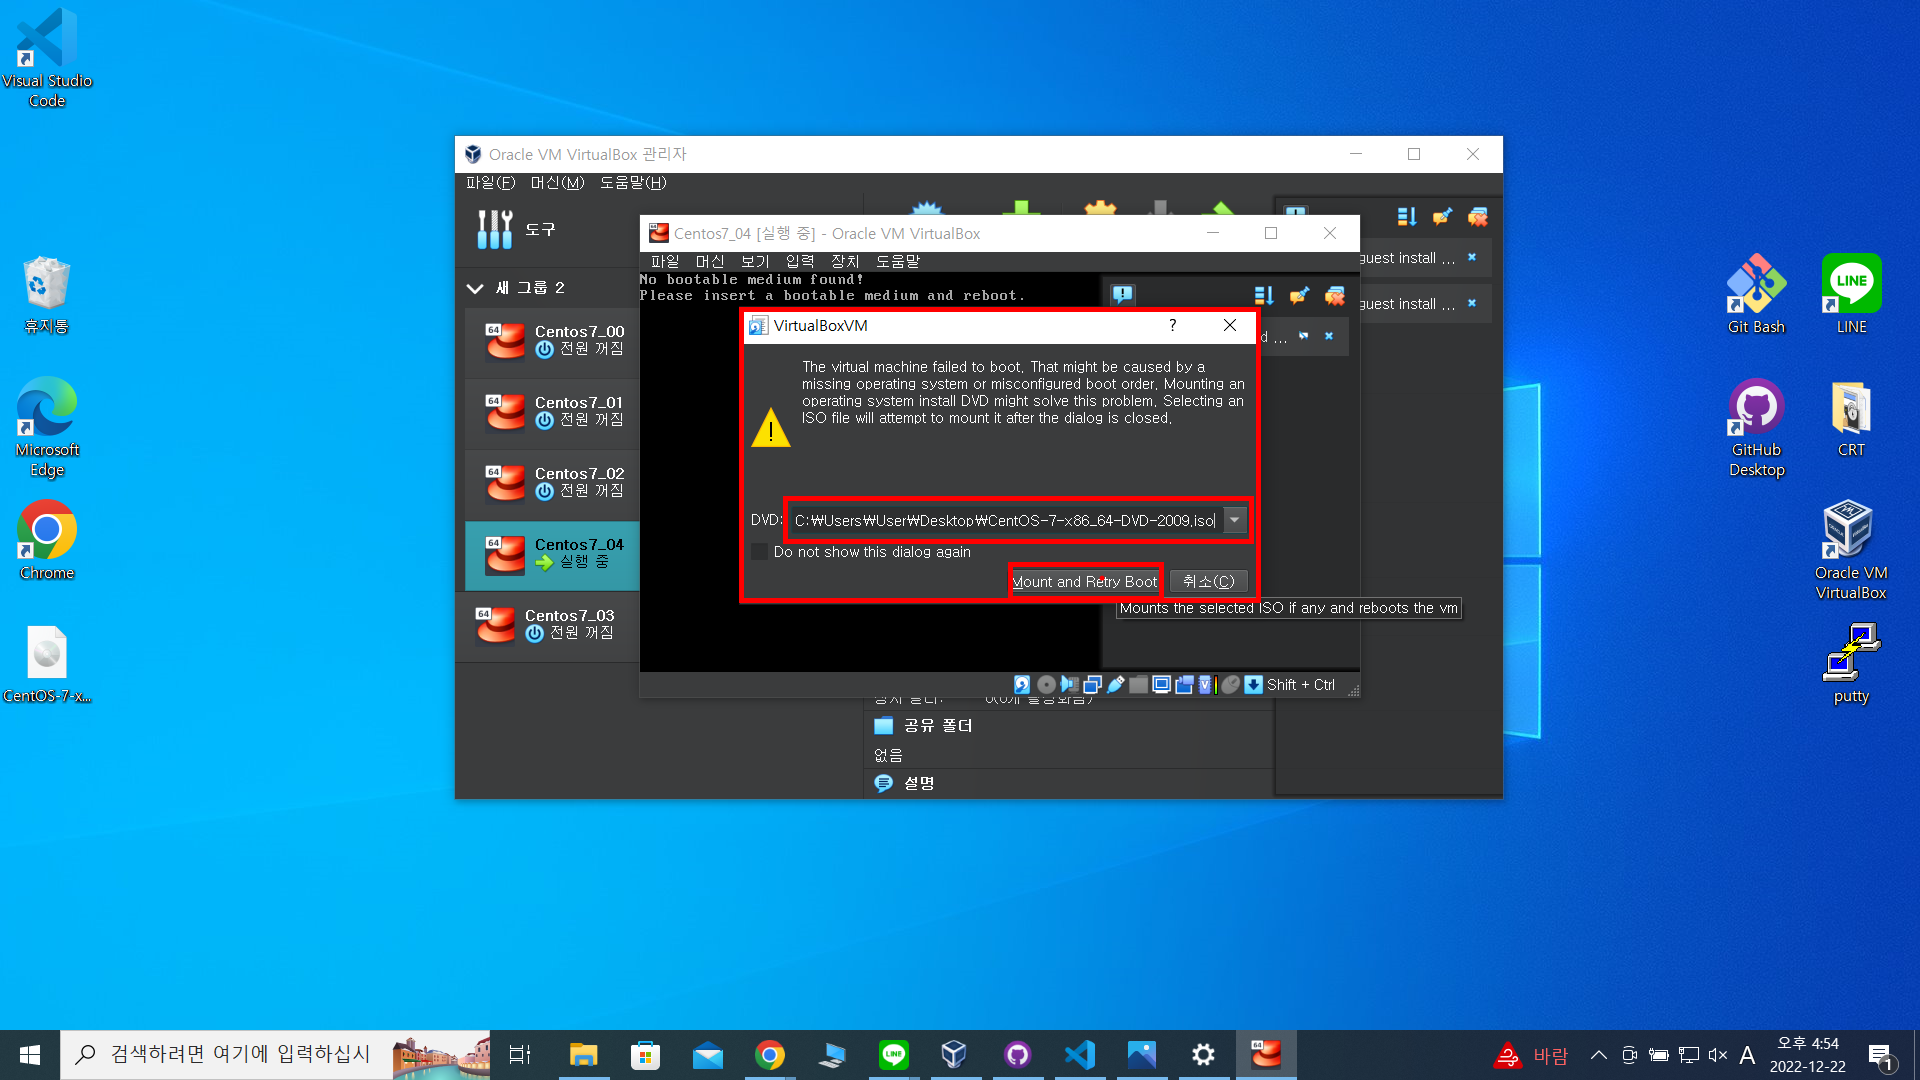 Visual Studio
Code
휴지통
Microsoft
Edge
Chrome
CentOS-7-x...
Oracle VM VirtualBox 관리자
파일(F) 머신(M) 도움말(H)
도구
새 그룹 2
64
Centos7_00
전원 꺼짐
64
Centos7_01
전원 꺼짐
64
Centos7_02
전원 꺼짐
64
Centos7_04
실행 중
64
Centos7_03
전원 꺼짐
guest install ...
guest install ...
공유 폴더
없음
설명
Centos7_04 [실행 중] - Oracle VM VirtualBox
파일 머신 보기 입력 장치 도움말
No bootable medium found!
Please insert a bootable medium and reboot.
d ...
VirtualBoxVM
?
The virtual machine failed to boot. That might be caused by a
missing operating system or misconfigured boot order. Mounting an
operating system install DVD might solve this problem. Selecting an
ISO file will attempt to mount it after the dialog is closed.
DVD: C:₩Users₩User₩Desktop₩CentOS-7-x86_64-DVD-2009.iso
Do not show this dialog again
Mount and Retry Boot 취소(C)
Mounts the selected ISO if any and reboots the vm
Shift + Ctrl
Git Bash
LINE
LINE
GitHub
Desktop
CRT
Oracle VM
VirtualBox
putty
검색하려면 여기에 입력하십시
LINE
바람
A
오후 4:54
2022-12-22
1